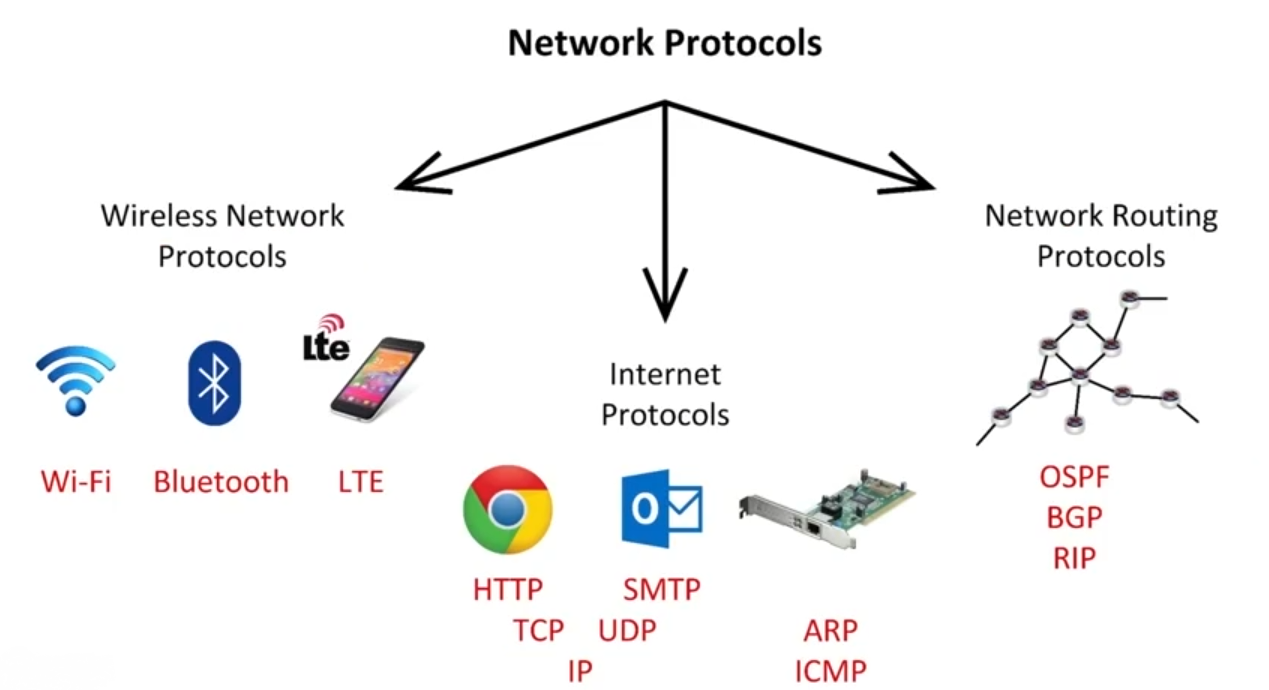 Network Protocols
Wireless Network
Protocols
Lte
Wi-Fi
Bluetooth
LTE
Internet
Protocols
O
HTTP
SMTP
TCP
UDP
IP
ARP
ICMP
Network Routing
Protocols
OSPF
BGP
RIP